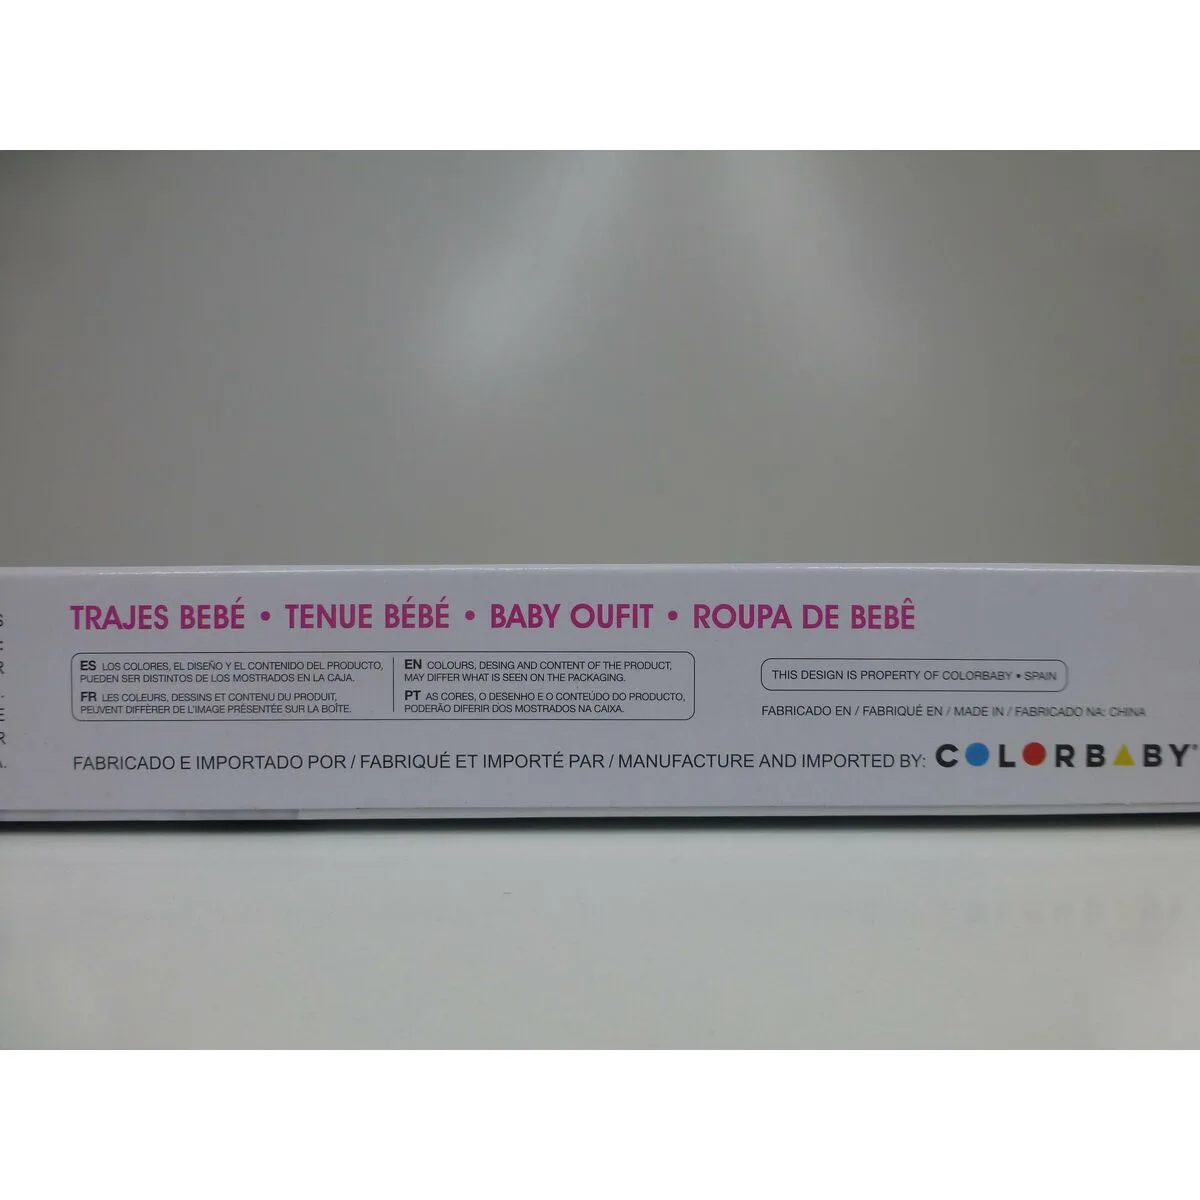 TRAJES BEBÉ • TENUE BÉBÉ • BABY OUFIT • ROUPA DE BEBÊ
ES LOS COLORES, EL DISEÑO Y EL CONTENIDO DEL PRODUCTO,
PUEDEN SER DISTINTOS DE LOS MOSTRADOS EN LA CAJA.
FR LES COLEURS, DESSINS ET CONTENU DU PRODUIT,
PEUVENT DIFFÈRER DE L'IMAGE PRÉSENTÉE SUR LA BOÎTE.
EN COLOURS, DESING AND CONTENT OF THE PRODUCT,
MAY DIFFER WHAT IS SEEN ON THE PACKAGING.
PT AS CORES, O DESENHO E O CONTEÚDO DO PRODUCTO,
PODERÃO DIFERIR DOS MOSTRADOS NA CAIXA.
THIS DESIGN IS PROPERTY OF COLORBABY • SPAIN
FABRICADO EN / FABRIQUÉ EN / MADE IN / FABRICADO NA: CHINA
FABRICADO E IMPORTADO POR / FABRIQUÉ ET IMPORTÉ PAR / MANUFACTURE AND IMPORTED BY: COLORBABY®